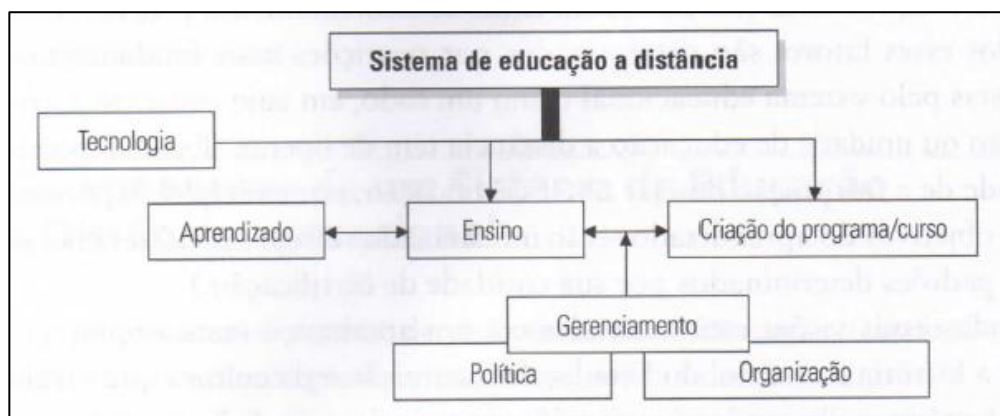 Sistema de educação a distância
Tecnologia
Aprendizado
Ensino
Criação do programa/curso
Gerenciamento
Política
Organização